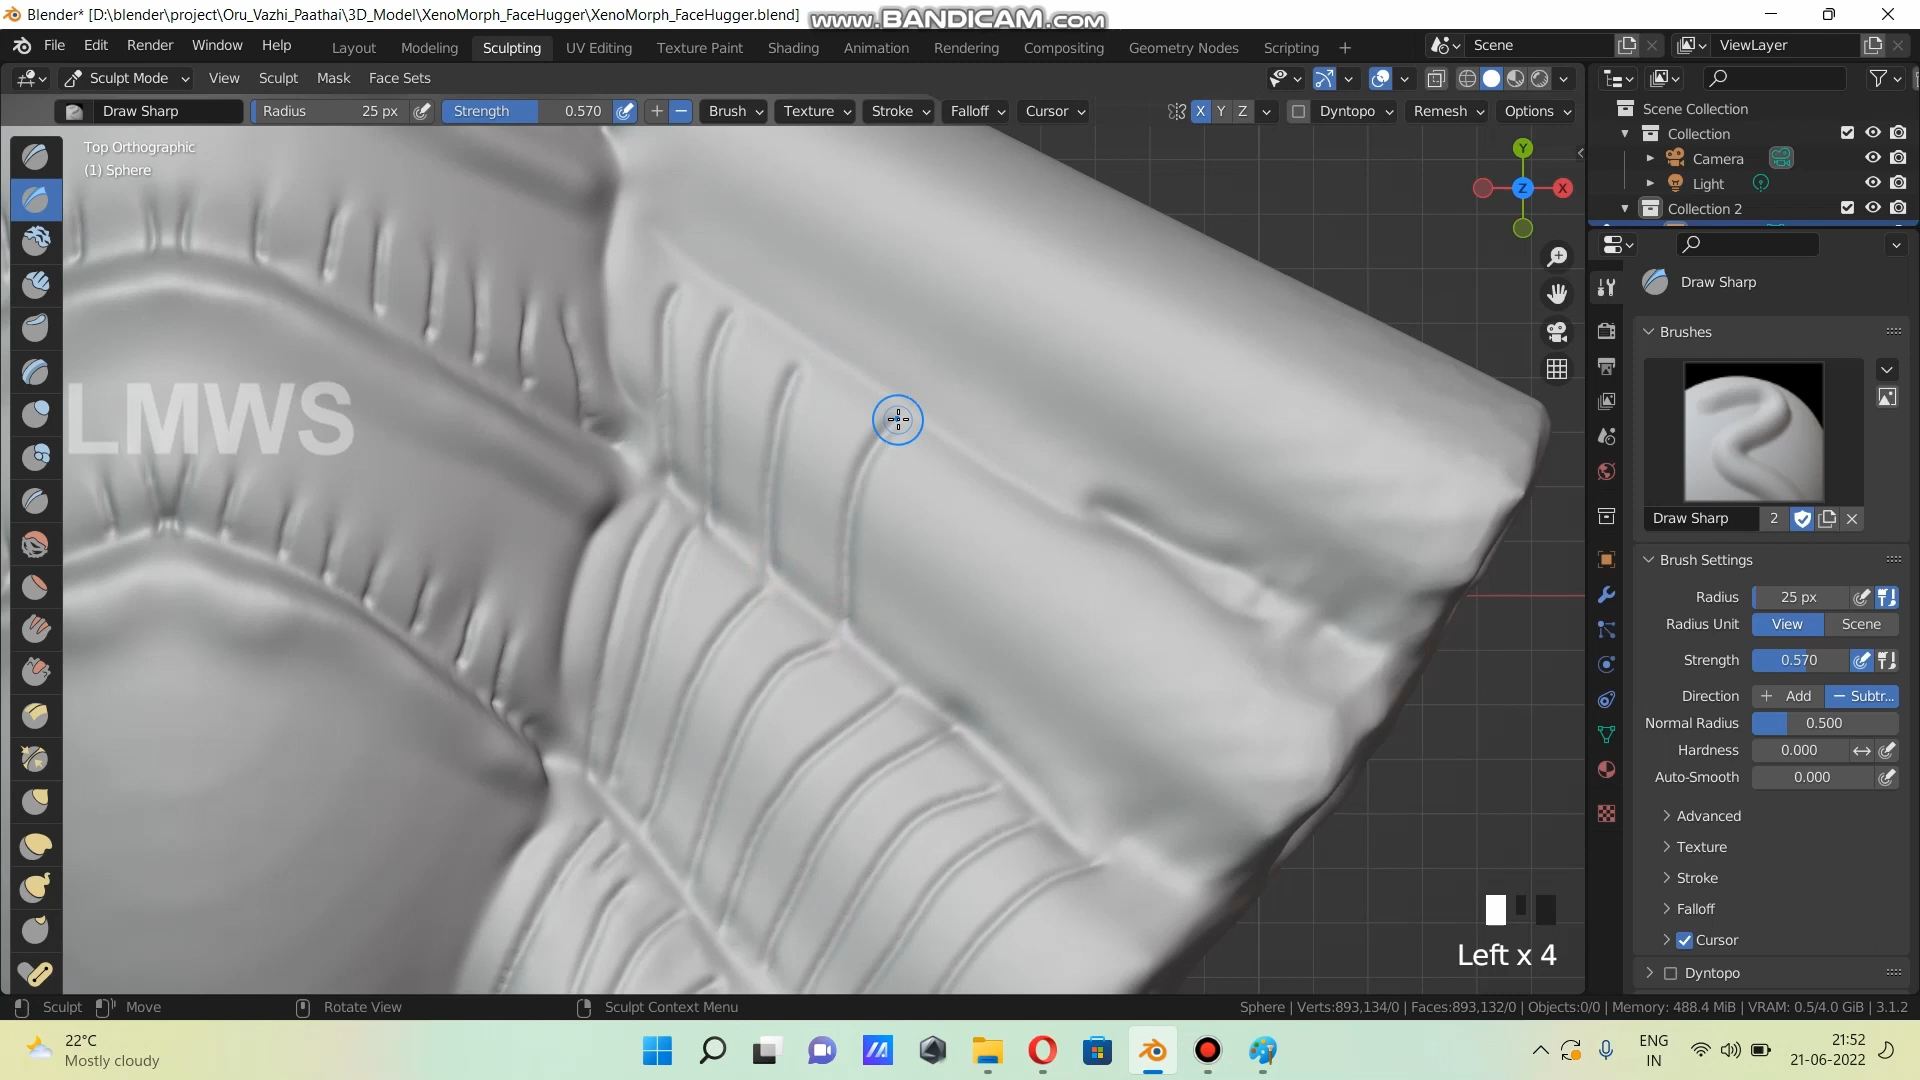 Blender* [D:\blender\project\Oru_Vazhi_Paathai\3D_Model\XenoMorph_FaceHugger\XenoMorph_FaceHugger.blend]
www.BANDICAM.com
File Edit Render Window Help
Layout Modeling Sculpting UV Editing Texture Paint Shading Animation Rendering Compositing Geometry Nodes Scripting +
Scene
ViewLayer
Sculpt Mode View Sculpt Mask Face Sets
Draw Sharp Radius 25 px Strength 0.570 Brush Texture Stroke Falloff Cursor
X Y Z Dyntopo Remesh Options
Top Orthographic
(1) Sphere
Y
Z X
LMWS
Scene Collection
Collection
Camera
Light
Collection 2
Draw Sharp
Brushes
Draw Sharp 2
Brush Settings
Radius 25 px
Radius Unit View Scene
Strength 0.570
Direction + Add − Subtr...
Normal Radius 0.500
Hardness 0.000
Auto-Smooth 0.000
Advanced
Texture
Stroke
Falloff
Cursor
Dyntopo
Left x 4
Sculpt Move Rotate View Sculpt Context Menu
Sphere | Verts:893,134/0 | Faces:893,132/0 | Objects:0/0 | Memory: 488.4 MiB | VRAM: 0.5/4.0 GiB | 3.1.2
22°C
Mostly cloudy
ENG
IN
21:52
21-06-2022